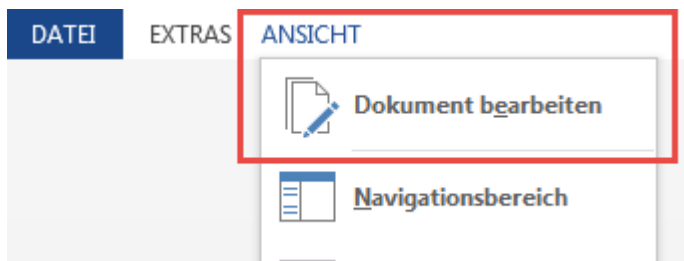 DATEI EXTRAS ANSICHT
Dokument bearbeiten
Navigationsbereich